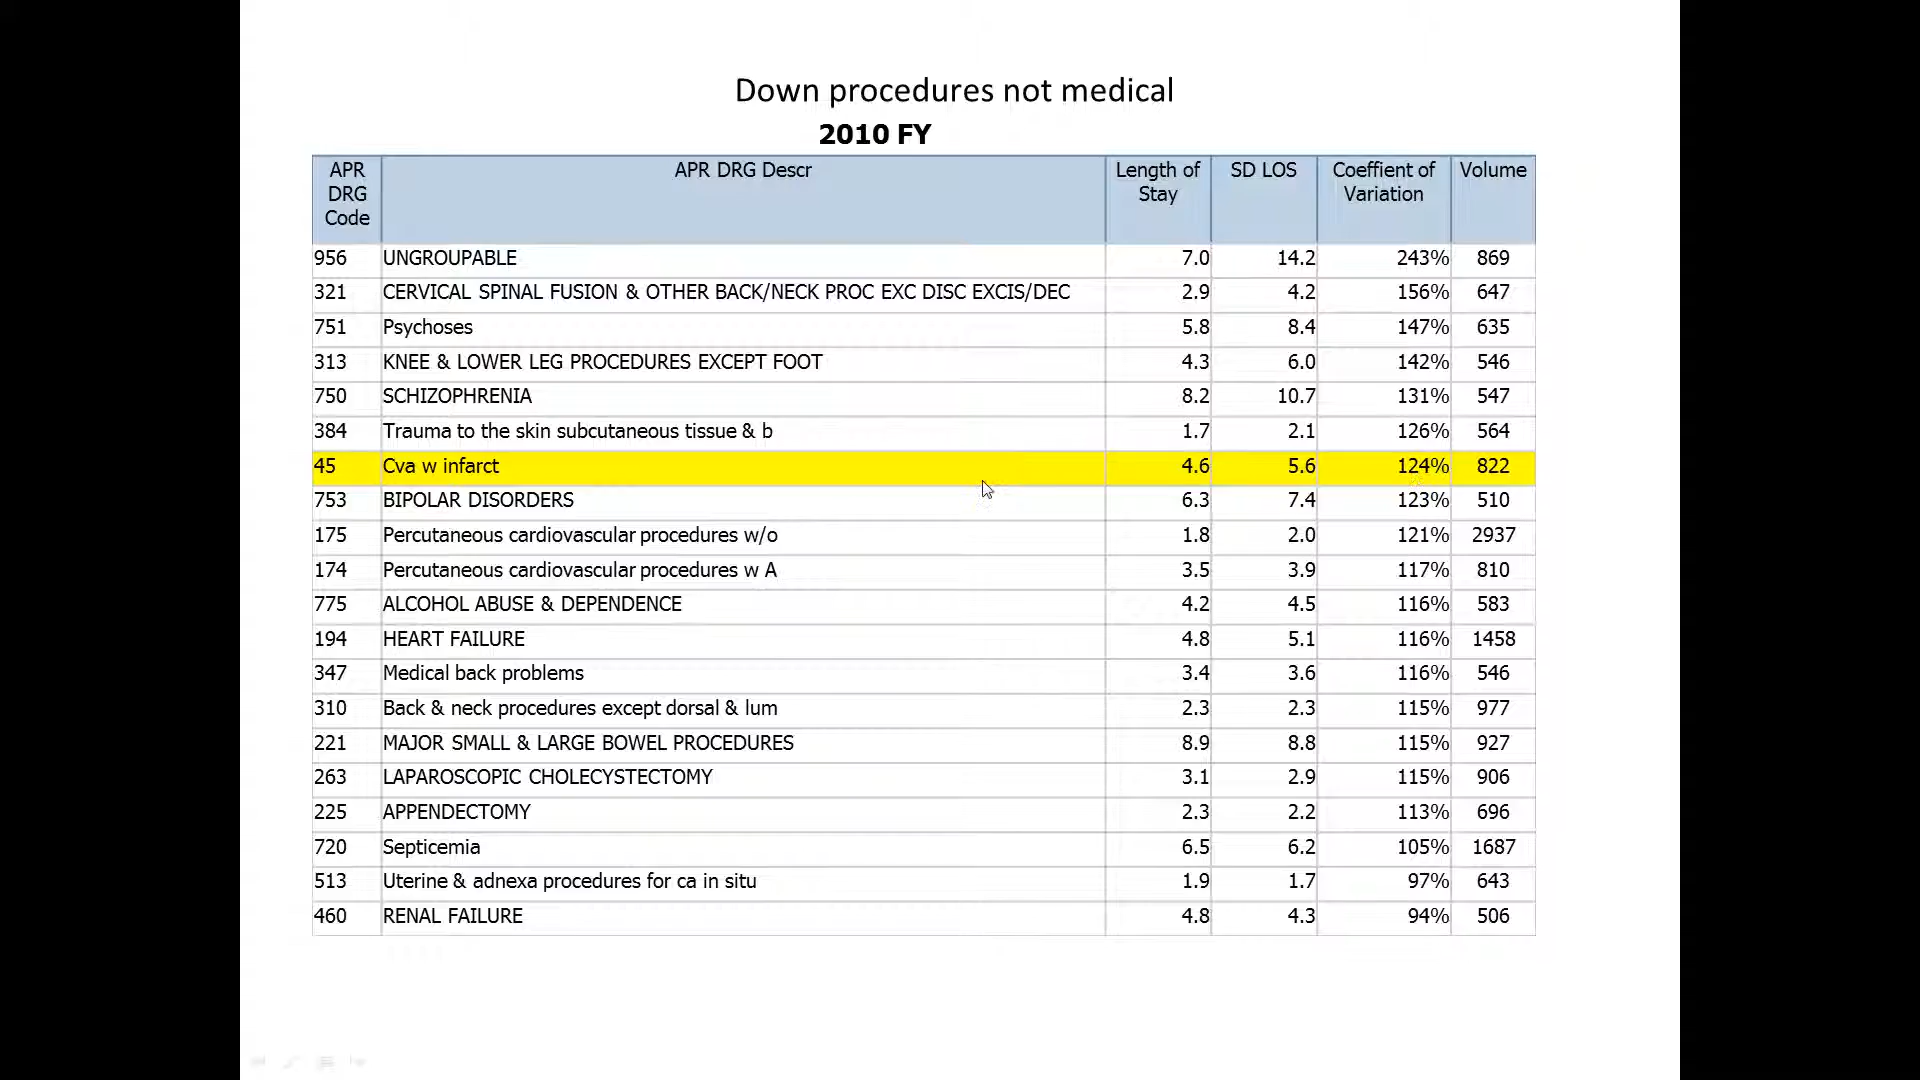 Down procedures not medical
2010 FY
APR DRG Code APR DRG Descr Length of Stay SD LOS Coeffient of Variation Volume
956 UNGROUPABLE 7.0 14.2 243% 869
321 CERVICAL SPINAL FUSION & OTHER BACK/NECK PROC EXC DISC EXCIS/DEC 2.9 4.2 156% 647
751 Psychoses 5.8 8.4 147% 635
313 KNEE & LOWER LEG PROCEDURES EXCEPT FOOT 4.3 6.0 142% 546
750 SCHIZOPHRENIA 8.2 10.7 131% 547
384 Trauma to the skin subcutaneous tissue & b 1.7 2.1 126% 564
45 Cva w infarct 4.6 5.6 124% 822
753 BIPOLAR DISORDERS 6.3 7.4 123% 510
175 Percutaneous cardiovascular procedures w/o 1.8 2.0 121% 2937
174 Percutaneous cardiovascular procedures w A 3.5 3.9 117% 810
775 ALCOHOL ABUSE & DEPENDENCE 4.2 4.5 116% 583
194 HEART FAILURE 4.8 5.1 116% 1458
347 Medical back problems 3.4 3.6 116% 546
310 Back & neck procedures except dorsal & lum 2.3 2.3 115% 977
221 MAJOR SMALL & LARGE BOWEL PROCEDURES 8.9 8.8 115% 927
263 LAPAROSCOPIC CHOLECYSTECTOMY 3.1 2.9 115% 906
225 APPENDECTOMY 2.3 2.2 113% 696
720 Septicemia 6.5 6.2 105% 1687
513 Uterine & adnexa procedures for ca in situ 1.9 1.7 97% 643
460 RENAL FAILURE 4.8 4.3 94% 506